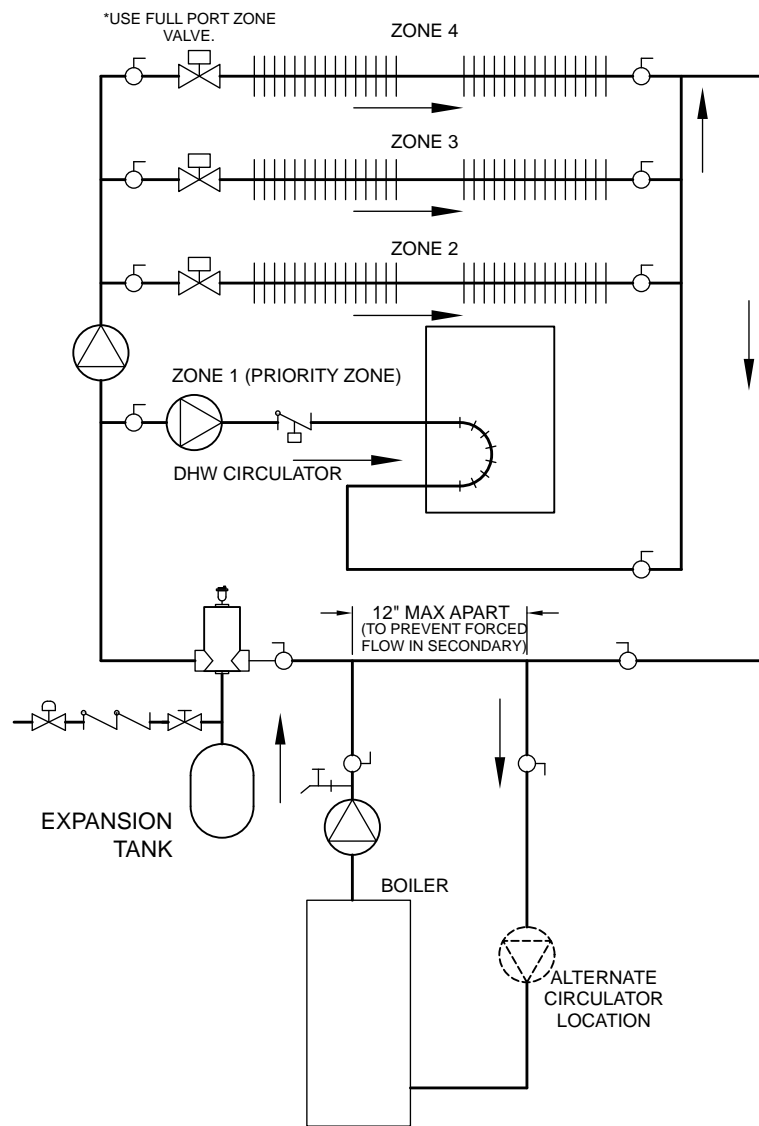 *USE FULL PORT ZONE
VALVE.
ZONE 4
ZONE 3
ZONE 2
ZONE 1 (PRIORITY ZONE)
DHW CIRCULATOR
12" MAX APART
(TO PREVENT FORCED
FLOW IN SECONDARY)
EXPANSION
TANK
BOILER
ALTERNATE
CIRCULATOR
LOCATION